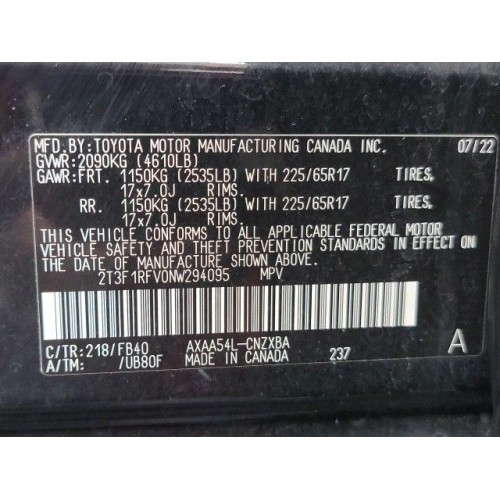 MFD.BY:TOYOTA MOTOR MANUFACTURING CANADA INC. 07/22
GVWR:2090KG (4610LB)
GAWR:FRT. 1150KG (2535LB) WITH 225/65R17 TIRES,
17x7.0J RIMS.
RR. 1150KG (2535LB) WITH 225/65R17 TIRES,
17x7.0J RIMS.
THIS VEHICLE CONFORMS TO ALL APPLICABLE FEDERAL MOTOR
VEHICLE SAFETY AND THEFT PREVENTION STANDARDS IN EFFECT
ON THE DATE OF MANUFACTURE SHOWN ABOVE.
2T3F1RFV0NW294095 MPV
C/TR:218/FB40 AXAA54L-CNZXBA
A/TM: /UB80F MADE IN CANADA 237 A